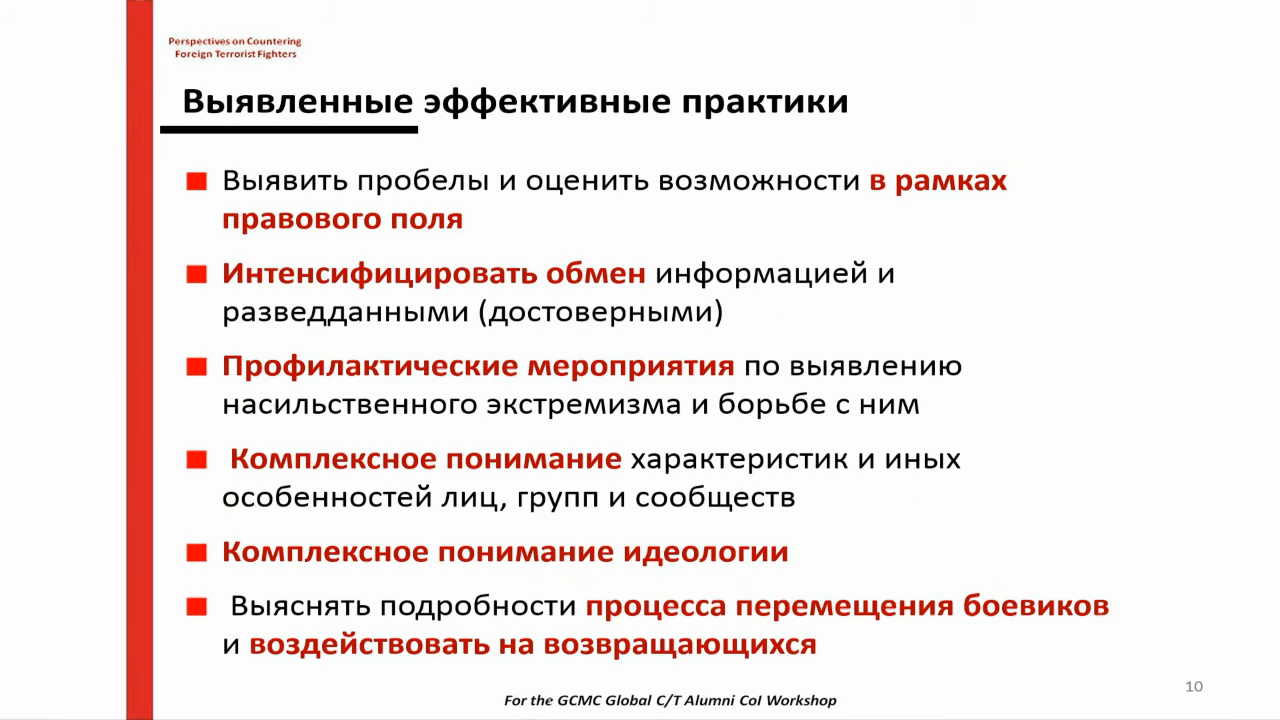 Perspectives on Countering
Foreign Terrorist Fighters
Выявленные эффективные практики
Выявить пробелы и оценить возможности в рамках
правового поля
Интенсифицировать обмен информацией и
разведданными (достоверными)
Профилактические мероприятия по выявлению
насильственного экстремизма и борьбе с ним
Комплексное понимание характеристик и иных
особенностей лиц, групп и сообществ
Комплексное понимание идеологии
Выяснять подробности процесса перемещения боевиков
и воздействовать на возвращающихся
For the GCMC Global C/T Alumni CoI Workshop
10